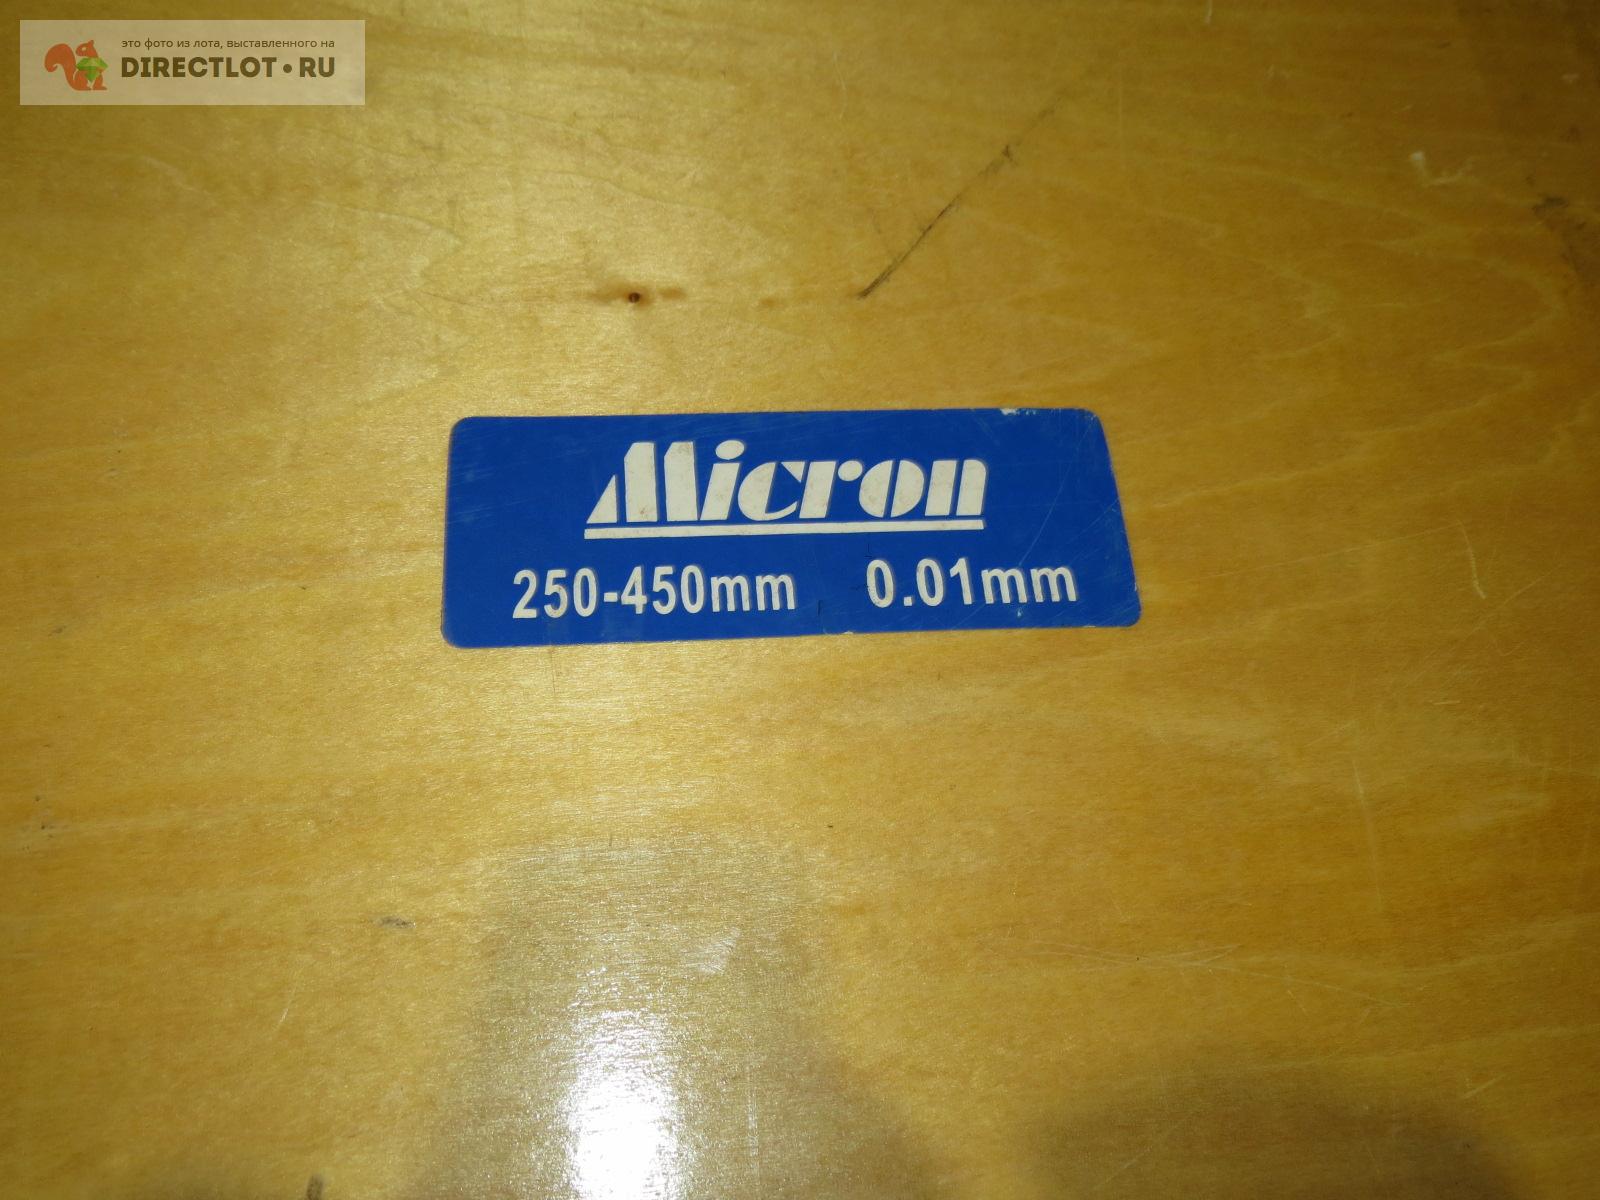 это фото из лота, выставленного на
DIRECTLOT•RU
Micron
250-450mm 0.01mm